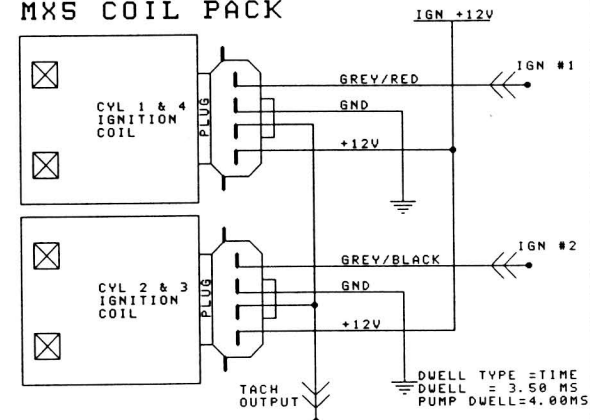 MX5 COIL PACK
IGN +12V
IGN #1
GREY/RED
GND
CYL 1 & 4
IGNITION
COIL
PLUG
+12V
IGN #2
GREY/BLACK
GND
CYL 2 & 3
IGNITION
COIL
PLUG
+12V
TACH
OUTPUT
DWELL TYPE =TIME
DWELL = 3.50 MS
PUMP DWELL=4.00MS